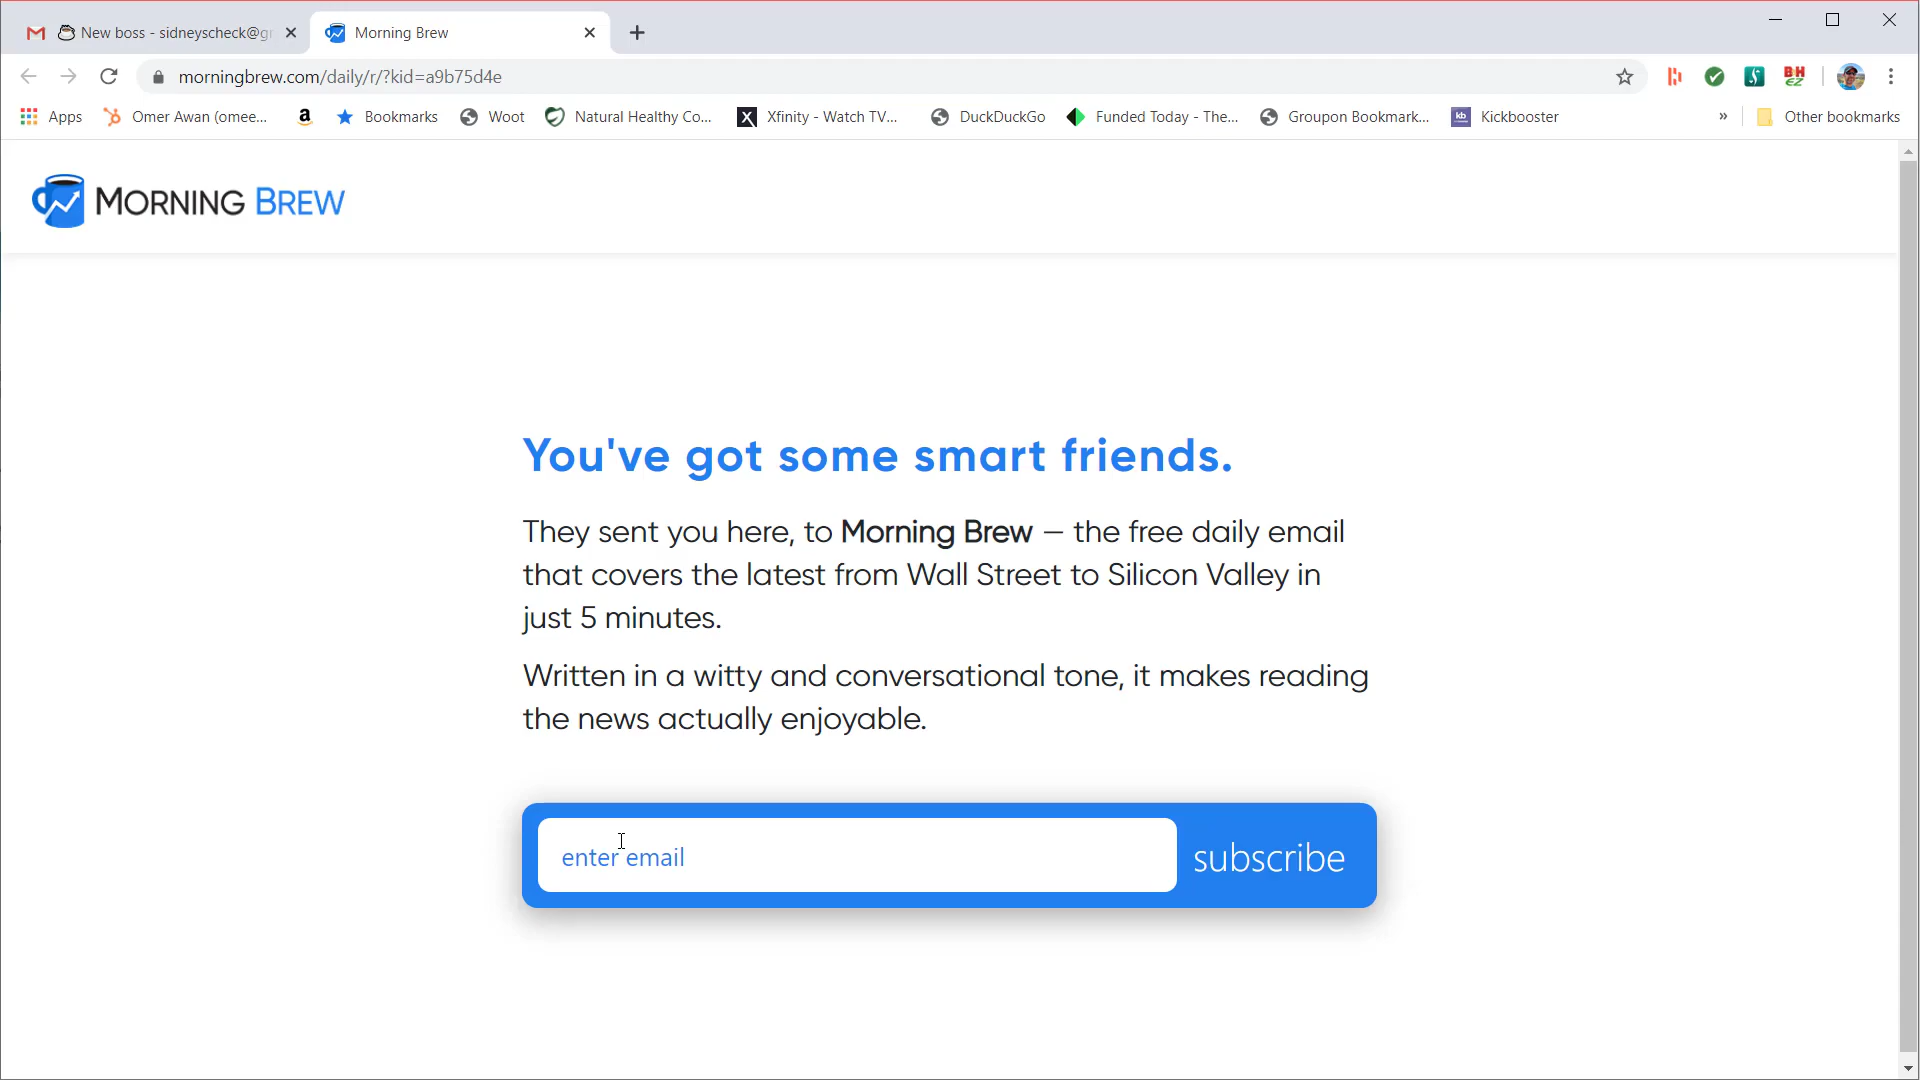 New boss - sidneyscheck@gr
Morning Brew
morningbrew.com/daily/r/?kid=a9b75d4e
Apps
Omer Awan (omee...
Bookmarks
Woot
Natural Healthy Co...
Xfinity - Watch TV...
DuckDuckGo
Funded Today - The...
Groupon Bookmark...
kb
Kickbooster
»
Other bookmarks
BH
EZ
MORNING BREW
You've got some smart friends.
They sent you here, to Morning Brew — the free daily email
that covers the latest from Wall Street to Silicon Valley in
just 5 minutes.
Written in a witty and conversational tone, it makes reading
the news actually enjoyable.
enter email
subscribe